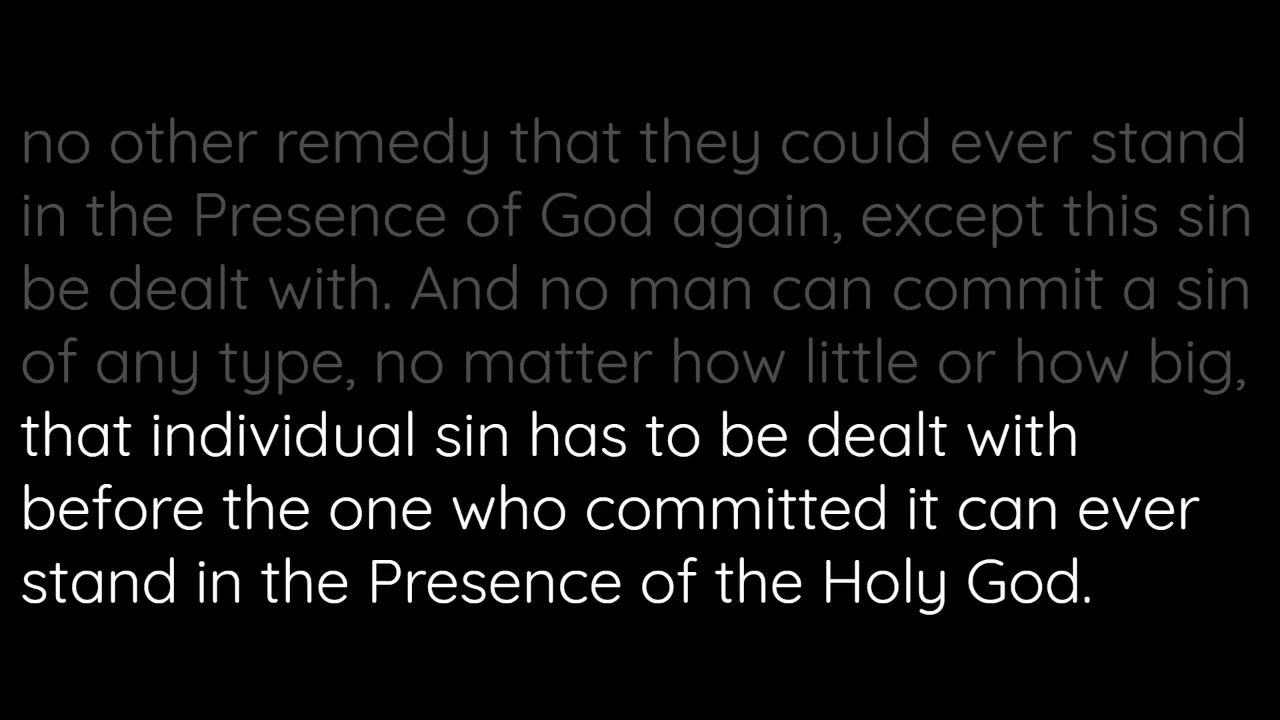 no other remedy that they could ever stand
in the Presence of God again, except this sin
be dealt with. And no man can commit a sin
of any type, no matter how little or how big,
that individual sin has to be dealt with
before the one who committed it can ever
stand in the Presence of the Holy God.